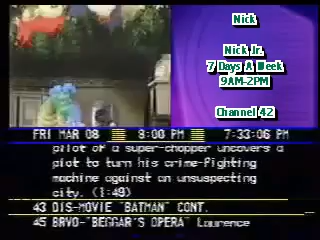 Nick
Nick Jr.
7 Days A Week
9AM-2PM
Channel 42
FRI MAR 08 8:00 PM 7:33:06 PM
pilot of a super-chopper uncovers a
plot to turn his crime-fighting
machine against an unsuspecting
city. (1:49)
43 DIS-MOVIE "BATMAN" CONT.
45 BRVO-"BEGGAR'S OPERA" Laurence